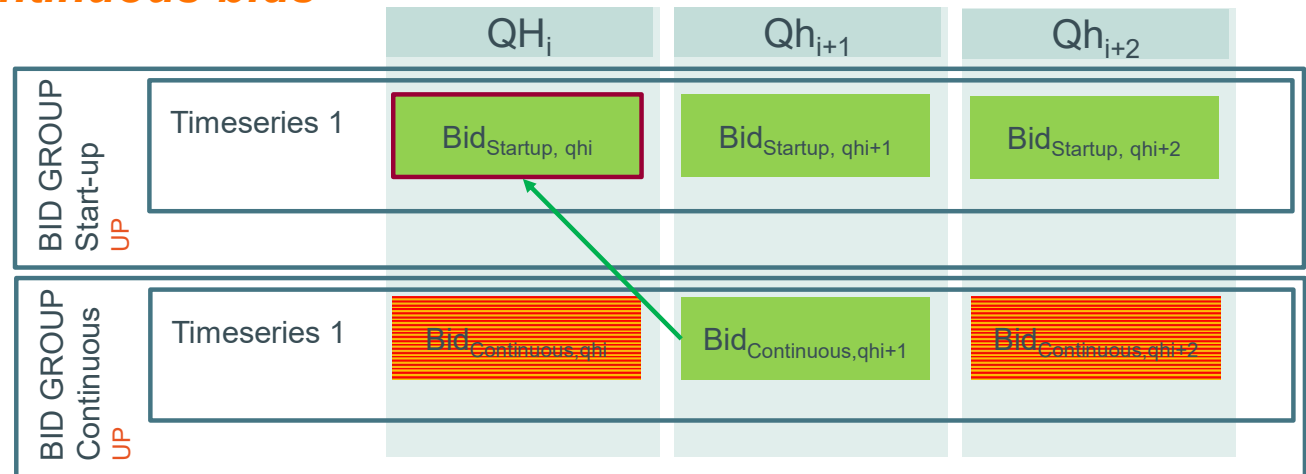 QHi Qhi+1 Qhi+2
BID GROUP
Start-up
UP
Timeseries 1
BidStartup, qhi BidStartup, qhi+1 BidStartup, qhi+2
BID GROUP
Continuous
UP
Timeseries 1
BidContinuous,qhi BidContinuous,qhi+1 BidContinuous,qhi+2